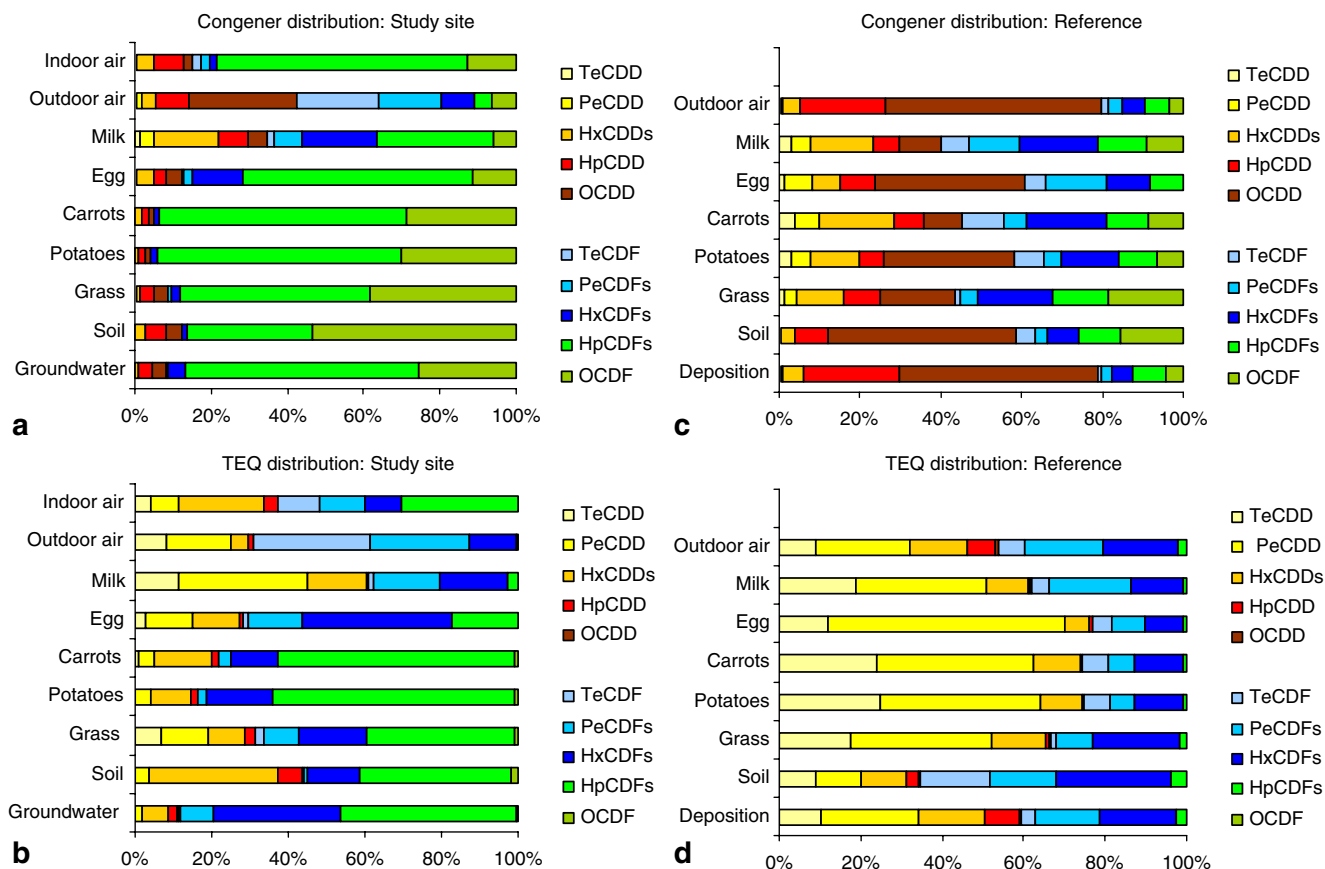 a
Congener distribution: Study site
Indoor air
Outdoor air
Milk
Egg
Carrots
Potatoes
Grass
Soil
Groundwater
0% 20% 40% 60% 80% 100%
TeCDD
PeCDD
HxCDDs
HpCDD
OCDD
TeCDF
PeCDFs
HxCDFs
HpCDFs
OCDF
c
Congener distribution: Reference
Outdoor air
Milk
Egg
Carrots
Potatoes
Grass
Soil
Deposition
0% 20% 40% 60% 80% 100%
TeCDD
PeCDD
HxCDDs
HpCDD
OCDD
TeCDF
PeCDFs
HxCDFs
HpCDFs
OCDF
b
TEQ distribution: Study site
Indoor air
Outdoor air
Milk
Egg
Carrots
Potatoes
Grass
Soil
Groundwater
0% 20% 40% 60% 80% 100%
TeCDD
PeCDD
HxCDDs
HpCDD
OCDD
TeCDF
PeCDFs
HxCDFs
HpCDFs
OCDF
d
TEQ distribution: Reference
Outdoor air
Milk
Egg
Carrots
Potatoes
Grass
Soil
Deposition
0% 20% 40% 60% 80% 100%
TeCDD
PeCDD
HxCDDs
HpCDD
OCDD
TeCDF
PeCDFs
HxCDFs
HpCDFs
OCDF